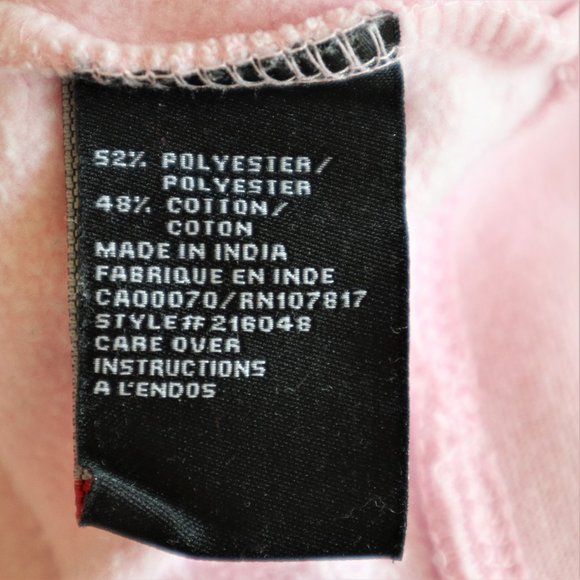 52% POLYESTER/
POLYESTER
48% COTTON/
COTON
MADE IN INDIA
FABRIQUE EN INDE
CA00070/RN107817
STYLE# 216048
CARE OVER
INSTRUCTIONS
A L'ENDOS